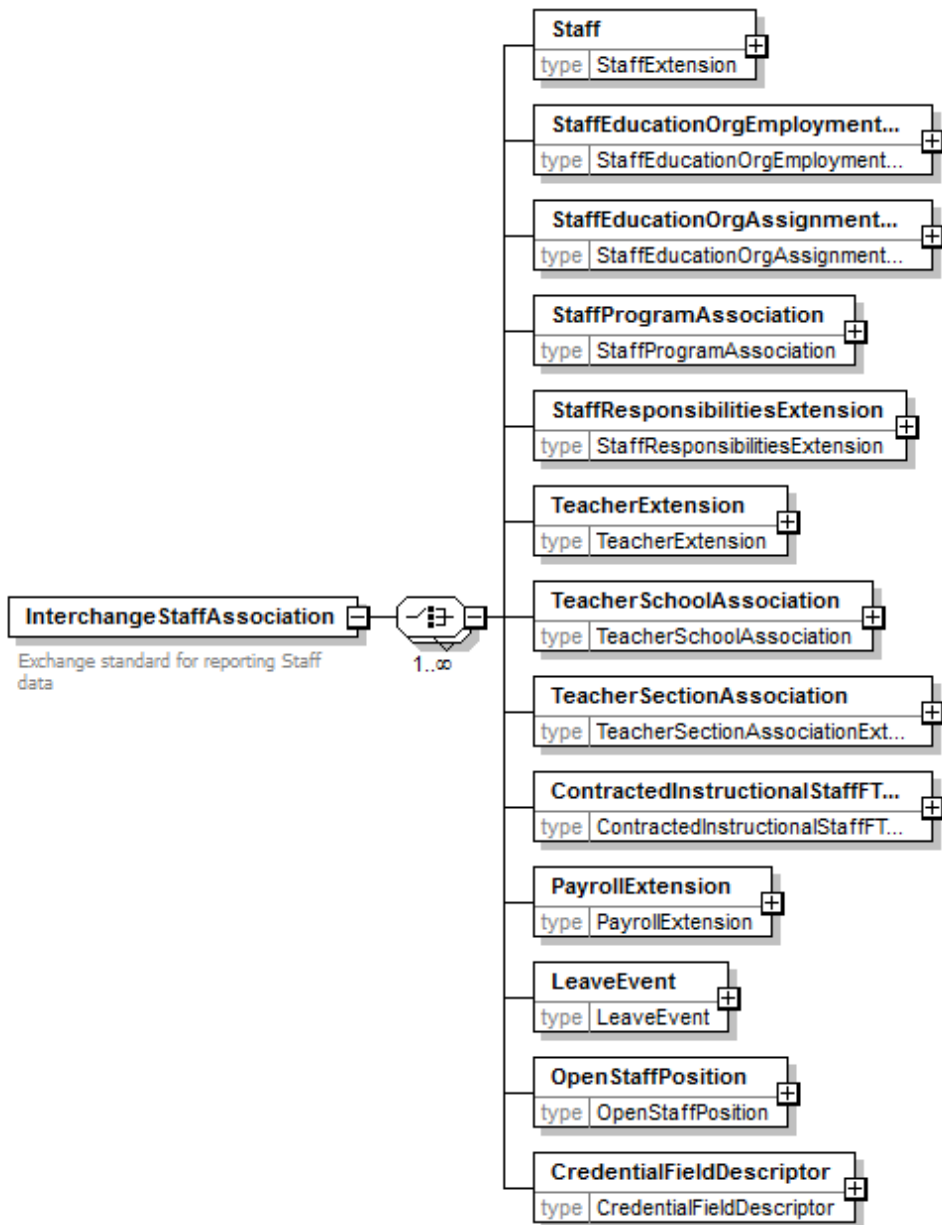 Staff
type StaffExtension
StaffEducationOrgEmployment...
type StaffEducationOrgEmployment...
StaffEducationOrgAssignment...
type StaffEducationOrgAssignment...
StaffProgramAssociation
type StaffProgramAssociation
StaffResponsibilitiesExtension
type StaffResponsibilitiesExtension
TeacherExtension
type TeacherExtension
InterchangeStaffAssociation
Exchange standard for reporting Staff
data
1..∞
TeacherSchoolAssociation
type TeacherSchoolAssociation
TeacherSectionAssociation
type TeacherSectionAssociationExt...
ContractedInstructionalStaffFT...
type ContractedInstructionalStaffFT...
PayrollExtension
type PayrollExtension
LeaveEvent
type LeaveEvent
OpenStaffPosition
type OpenStaffPosition
CredentialFieldDescriptor
type CredentialFieldDescriptor